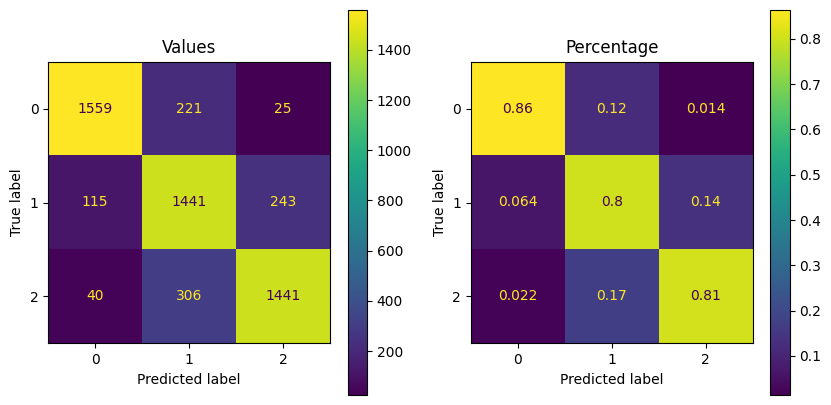 Values
1559 221 25
115 1441 243
40 306 1441
0
1
2
0 1 2
True label
Predicted label
1400
1200
1000
800
600
400
200
Percentage
0.86 0.12 0.014
0.064 0.8 0.14
0.022 0.17 0.81
0
1
2
0 1 2
True label
Predicted label
0.8
0.7
0.6
0.5
0.4
0.3
0.2
0.1